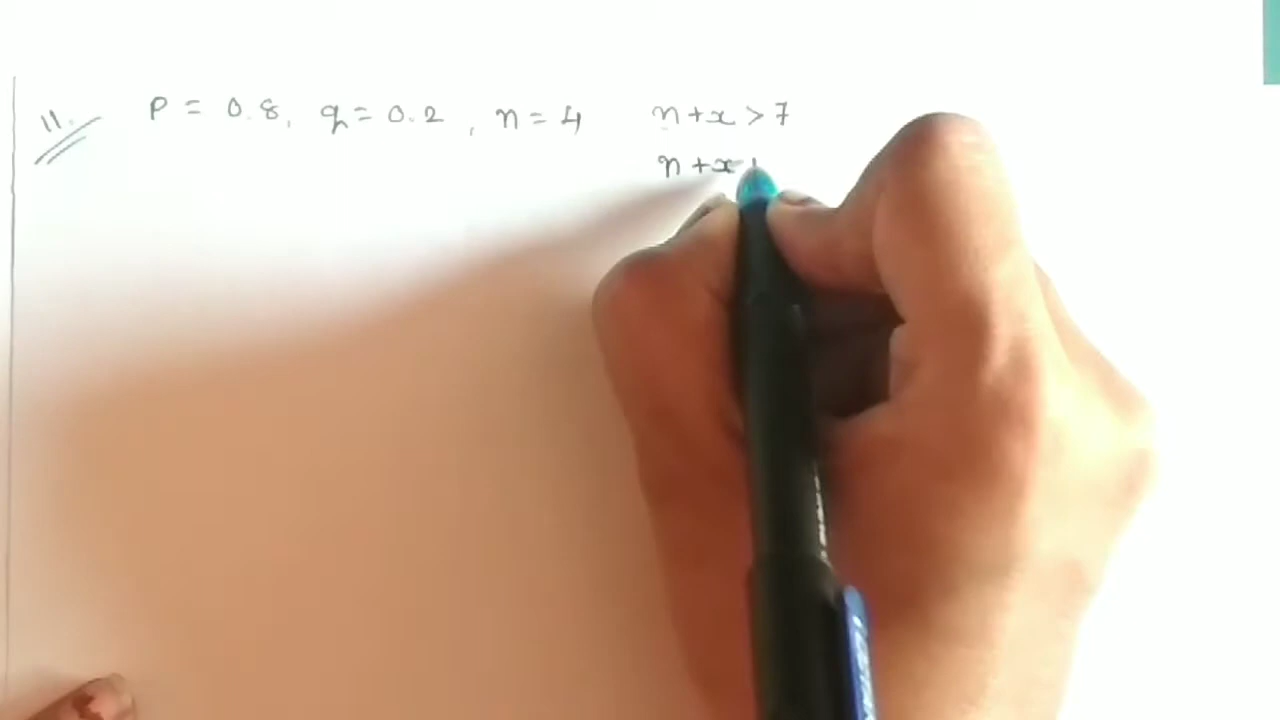 11. P = 0.8, q = 0.2, n = 4 n+x > 7
n+x